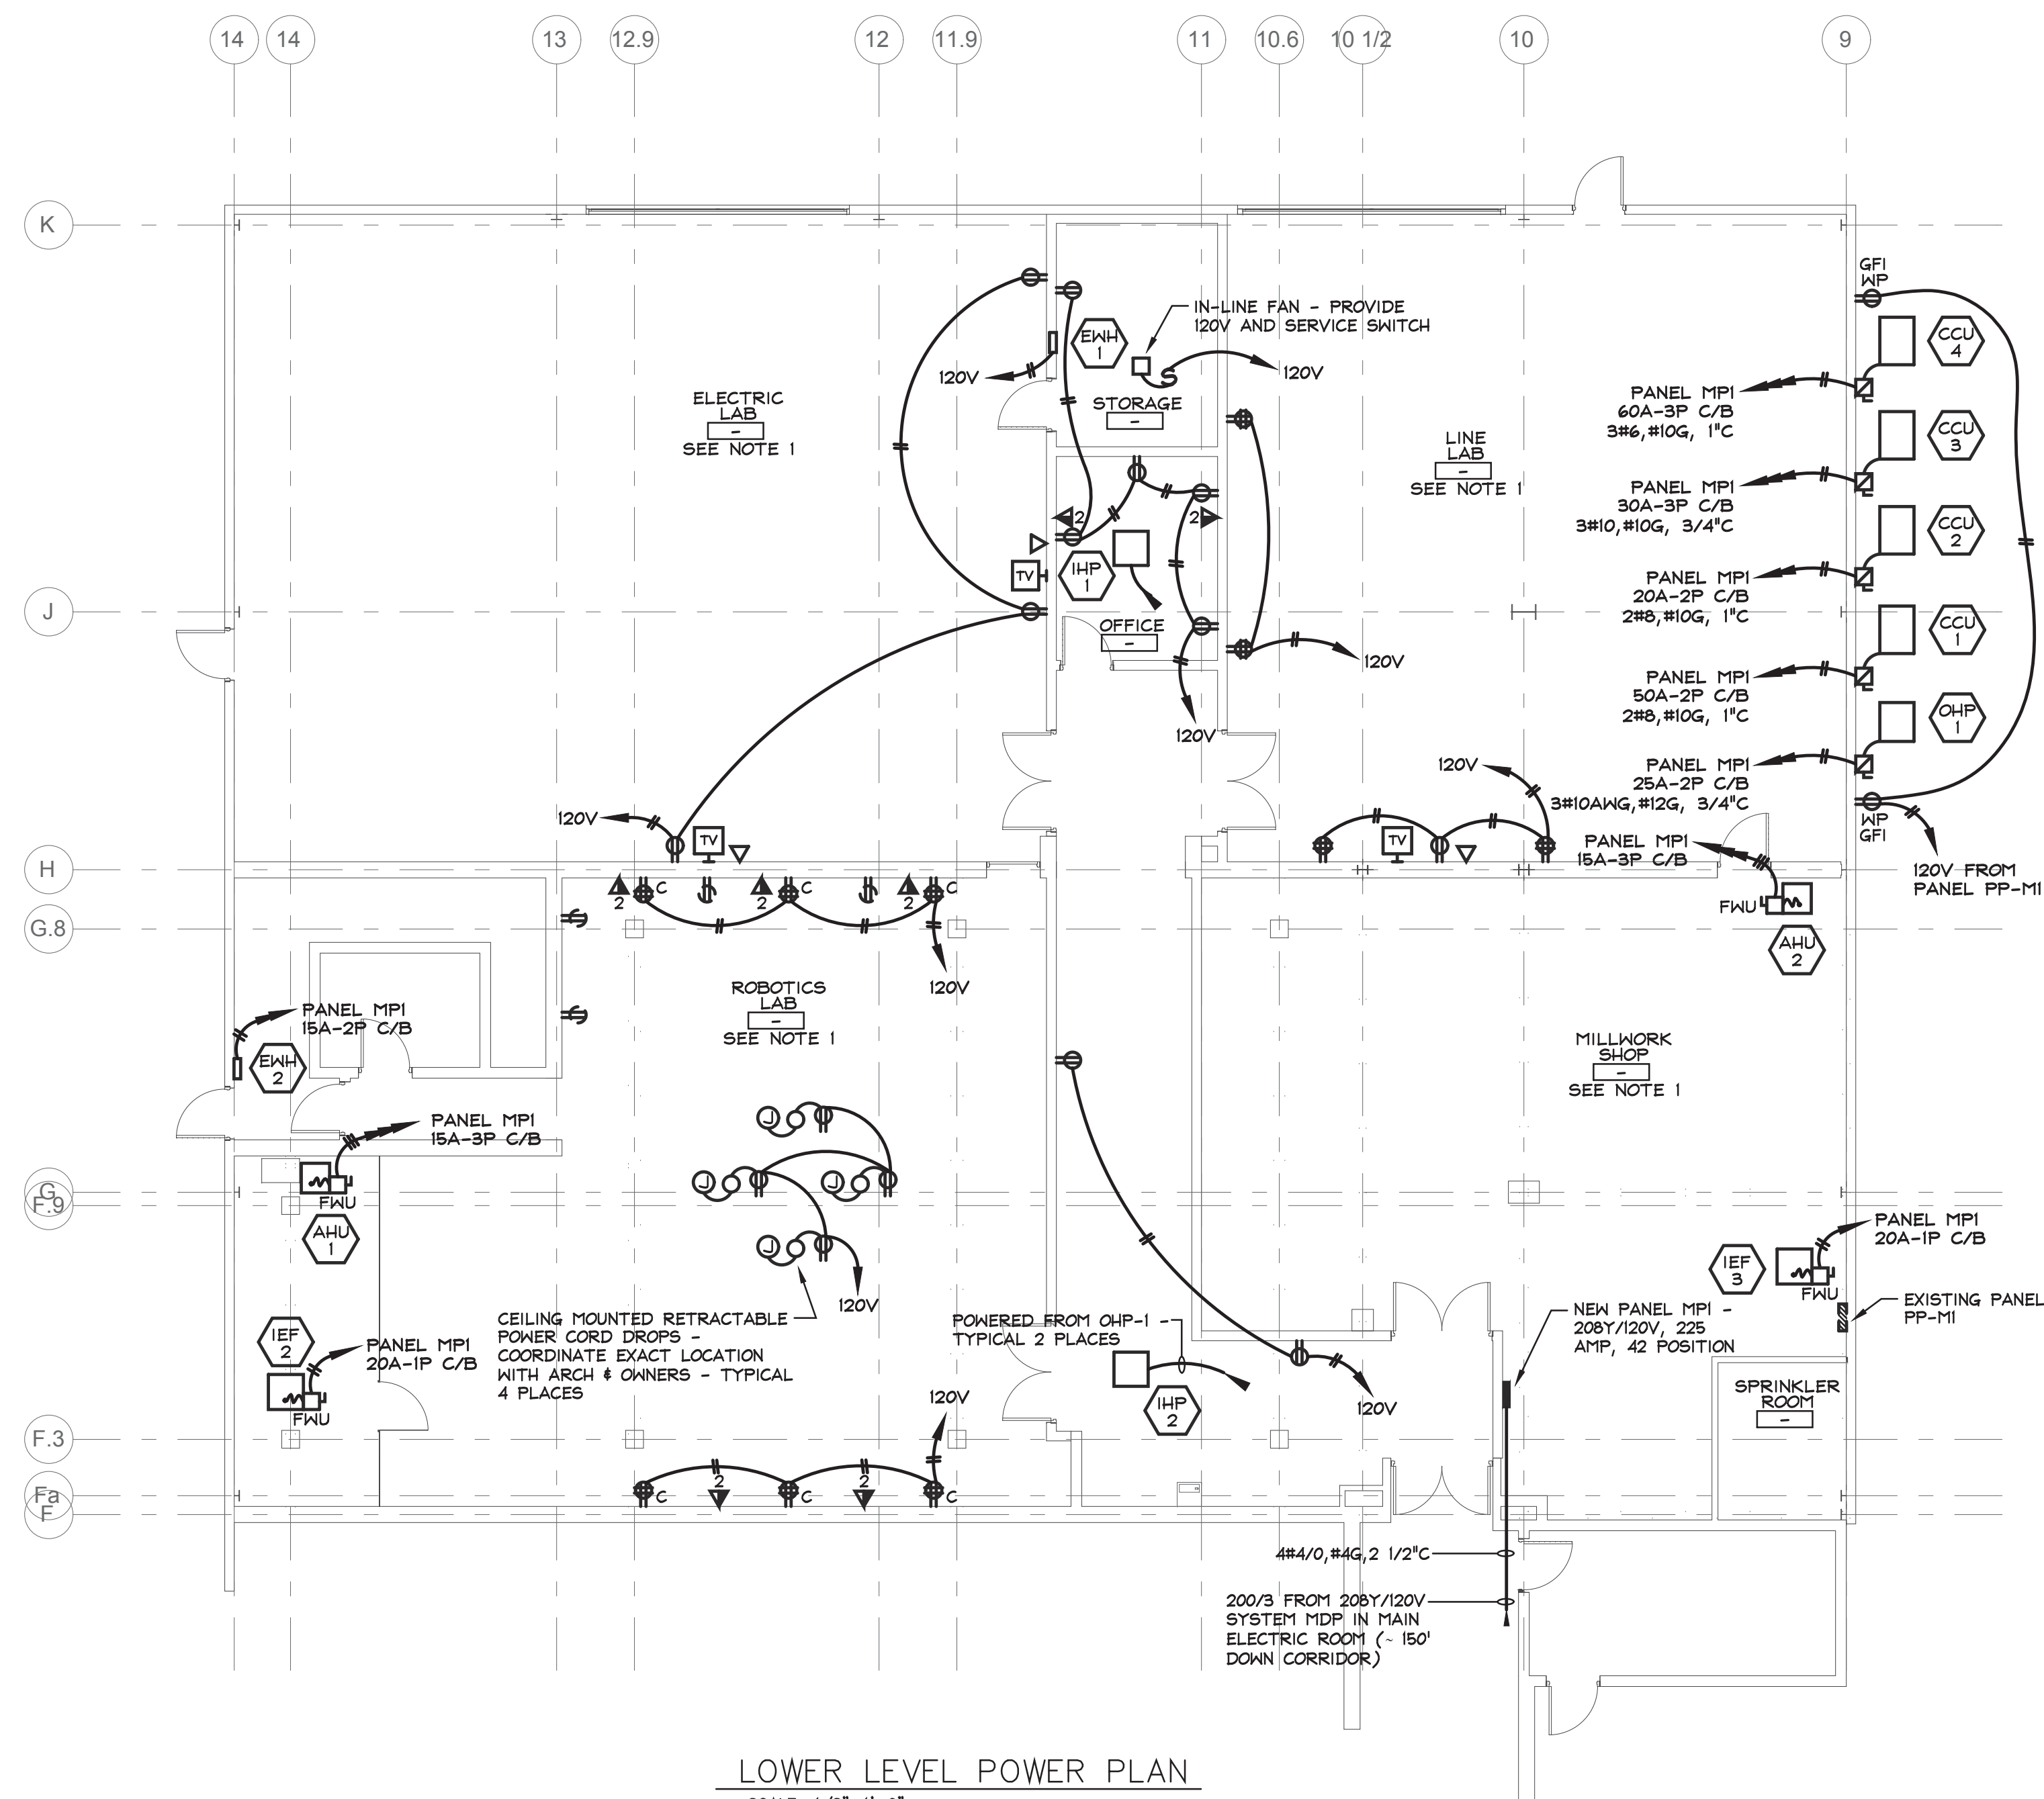 14
14
13
12.9
12
11.9
11
10.6
10 1/2
10
9
K
J
H
G.8
G
F.9
F.3
Fa
F
ELECTRIC
LAB
-
SEE NOTE 1
120V
EWH
1
IN-LINE FAN - PROVIDE
120V AND SERVICE SWITCH
120V
STORAGE
-
2
2
TV
IHP
1
OFFICE
-
120V
LINE
LAB
-
SEE NOTE 1
120V
GFI
WP
CCU
4
PANEL MP1
60A-3P C/B
3#6,#10G, 1"C
CCU
3
PANEL MP1
30A-3P C/B
3#10,#10G, 3/4"C
CCU
2
PANEL MP1
20A-2P C/B
2#8,#10G, 1"C
CCU
1
PANEL MP1
50A-2P C/B
2#8,#10G, 1"C
OHP
1
PANEL MP1
25A-2P C/B
3#10AWG,#12G, 3/4"C
WP
GFI
120V FROM
PANEL PP-M1
120V
TV
120V
TV
PANEL MP1
15A-3P C/B
FWU
AHU
2
2
C
2
C
2
C
120V
ROBOTICS
LAB
-
SEE NOTE 1
PANEL MP1
15A-2P C/B
EWH
2
PANEL MP1
15A-3P C/B
FWU
AHU
1
J
J
J
J
120V
CEILING MOUNTED RETRACTABLE
POWER CORD DROPS -
COORDINATE EXACT LOCATION
WITH ARCH & OWNERS - TYPICAL
4 PLACES
IEF
2
PANEL MP1
20A-1P C/B
FWU
MILLWORK
SHOP
-
SEE NOTE 1
PANEL MP1
20A-1P C/B
IEF
3
FWU
EXISTING PANEL
PP-M1
NEW PANEL MP1 -
208Y/120V, 225
AMP, 42 POSITION
POWERED FROM OHP-1 -
TYPICAL 2 PLACES
IHP
2
120V
SPRINKLER
ROOM
-
120V
C
2
C
2
C
4#4/0,#4G,2 1/2"C
200/3 FROM 208Y/120V
SYSTEM MDP IN MAIN
ELECTRIC ROOM (~ 150'
DOWN CORRIDOR)
LOWER LEVEL POWER PLAN